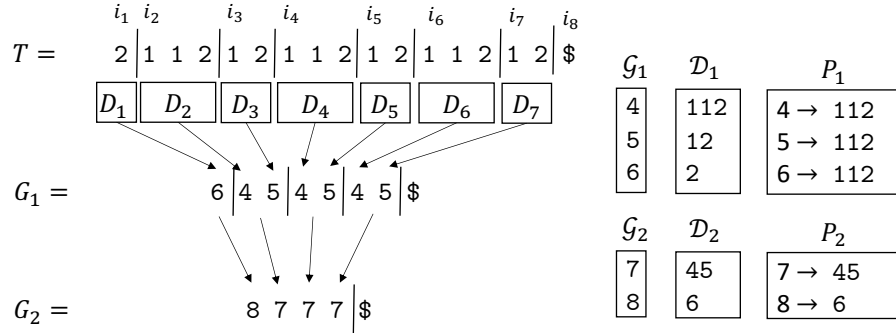 i₁ i₂ i₃ i₄ i₅ i₆ i₇ i₈
T = 2|1 1 2|1 2|1 1 2|1 2|1 1 2|1 2|$
D₁ D₂ D₃ D₄ D₅ D₆ D₇
G₁ = 6|4 5|4 5|4 5|$
G₂ = 8 7 7 7|$
𝒢₁ 𝒟₁ P₁
4 112 4 → 112
5 12 5 → 112
6 2 6 → 112
𝒢₂ 𝒟₂ P₂
7 45 7 → 45
8 6 8 → 6